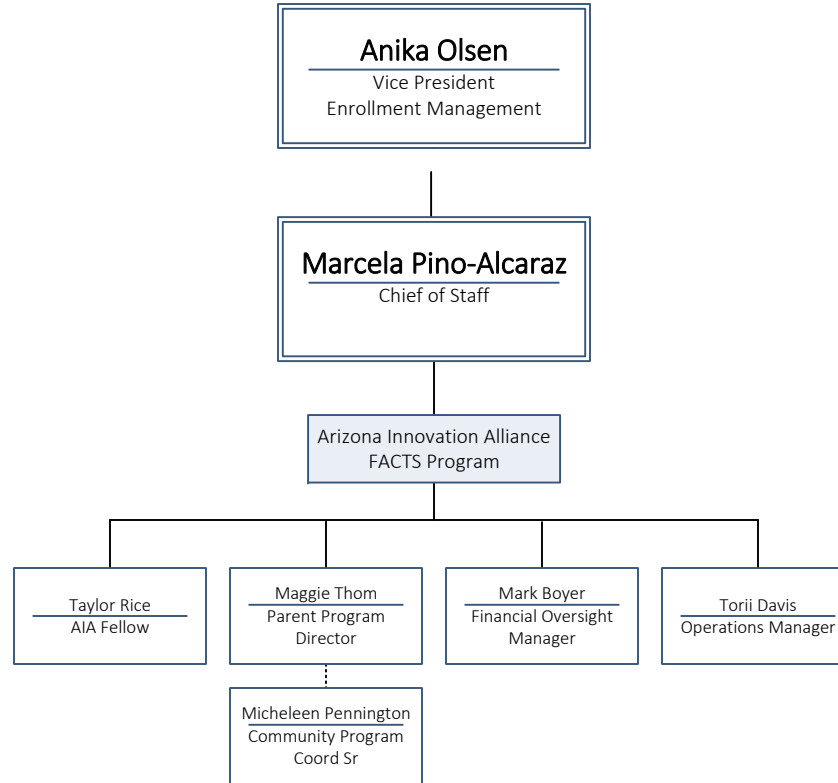 Anika Olsen
Vice President
Enrollment Management
Marcela Pino-Alcaraz
Chief of Staff
Arizona Innovation Alliance
FACTS Program
Taylor Rice
AIA Fellow
Maggie Thom
Parent Program
Director
Mark Boyer
Financial Oversight
Manager
Torii Davis
Operations Manager
Micheleen Pennington
Community Program
Coord Sr